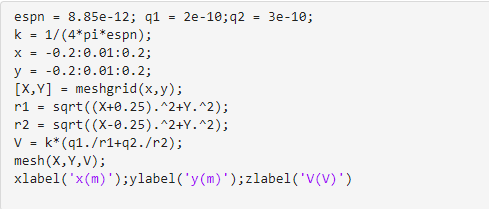 espn = 8.85e-12; q1 = 2e-10;q2 = 3e-10;
k = 1/(4*pi*espn);
x = -0.2:0.01:0.2;
y = -0.2:0.01:0.2;
[X,Y] = meshgrid(x,y);
r1 = sqrt((X+0.25).^2+Y.^2);
r2 = sqrt((X-0.25).^2+Y.^2);
V = k*(q1./r1+q2./r2);
mesh(X,Y,V);
xlabel('x(m)');ylabel('y(m)');zlabel('V(V)')